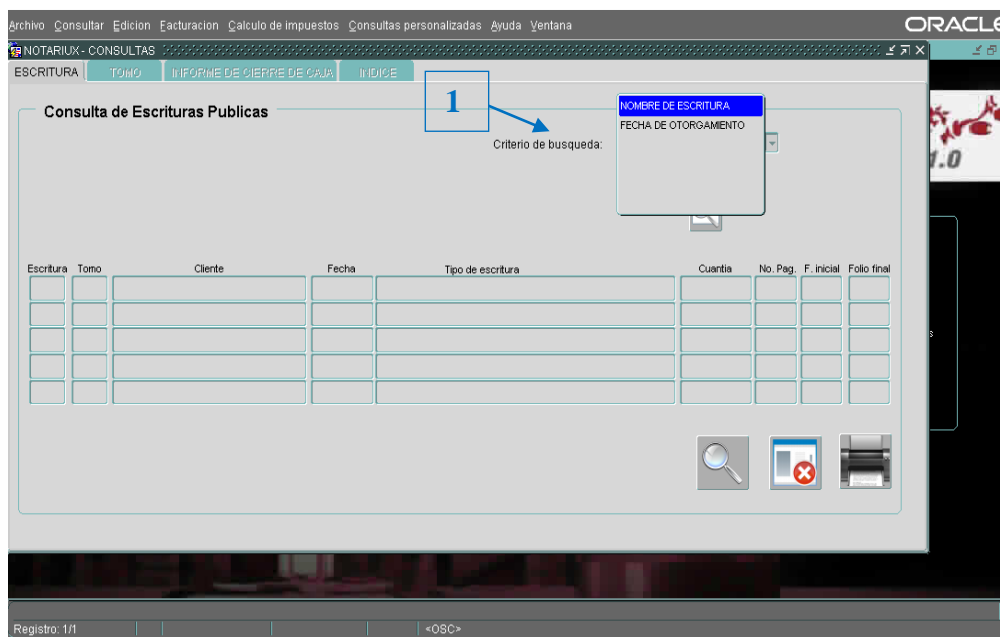 Archivo Consultar Edicion Facturacion Calculo de impuestos Consultas personalizadas Ayuda Ventana
ORACLE
NOTARIUX - CONSULTAS
ESCRITURA TOMO INFORME DE CIERRE DE CAJA INDICE
1
Consulta de Escrituras Publicas
NOMBRE DE ESCRITURA
FECHA DE OTORGAMIENTO
Criterio de busqueda:
1.0
Escritura Tomo Cliente Fecha Tipo de escritura Cuantia No. Pag. F. inicial Folio final
s
Registro: 1/1 <OSC>